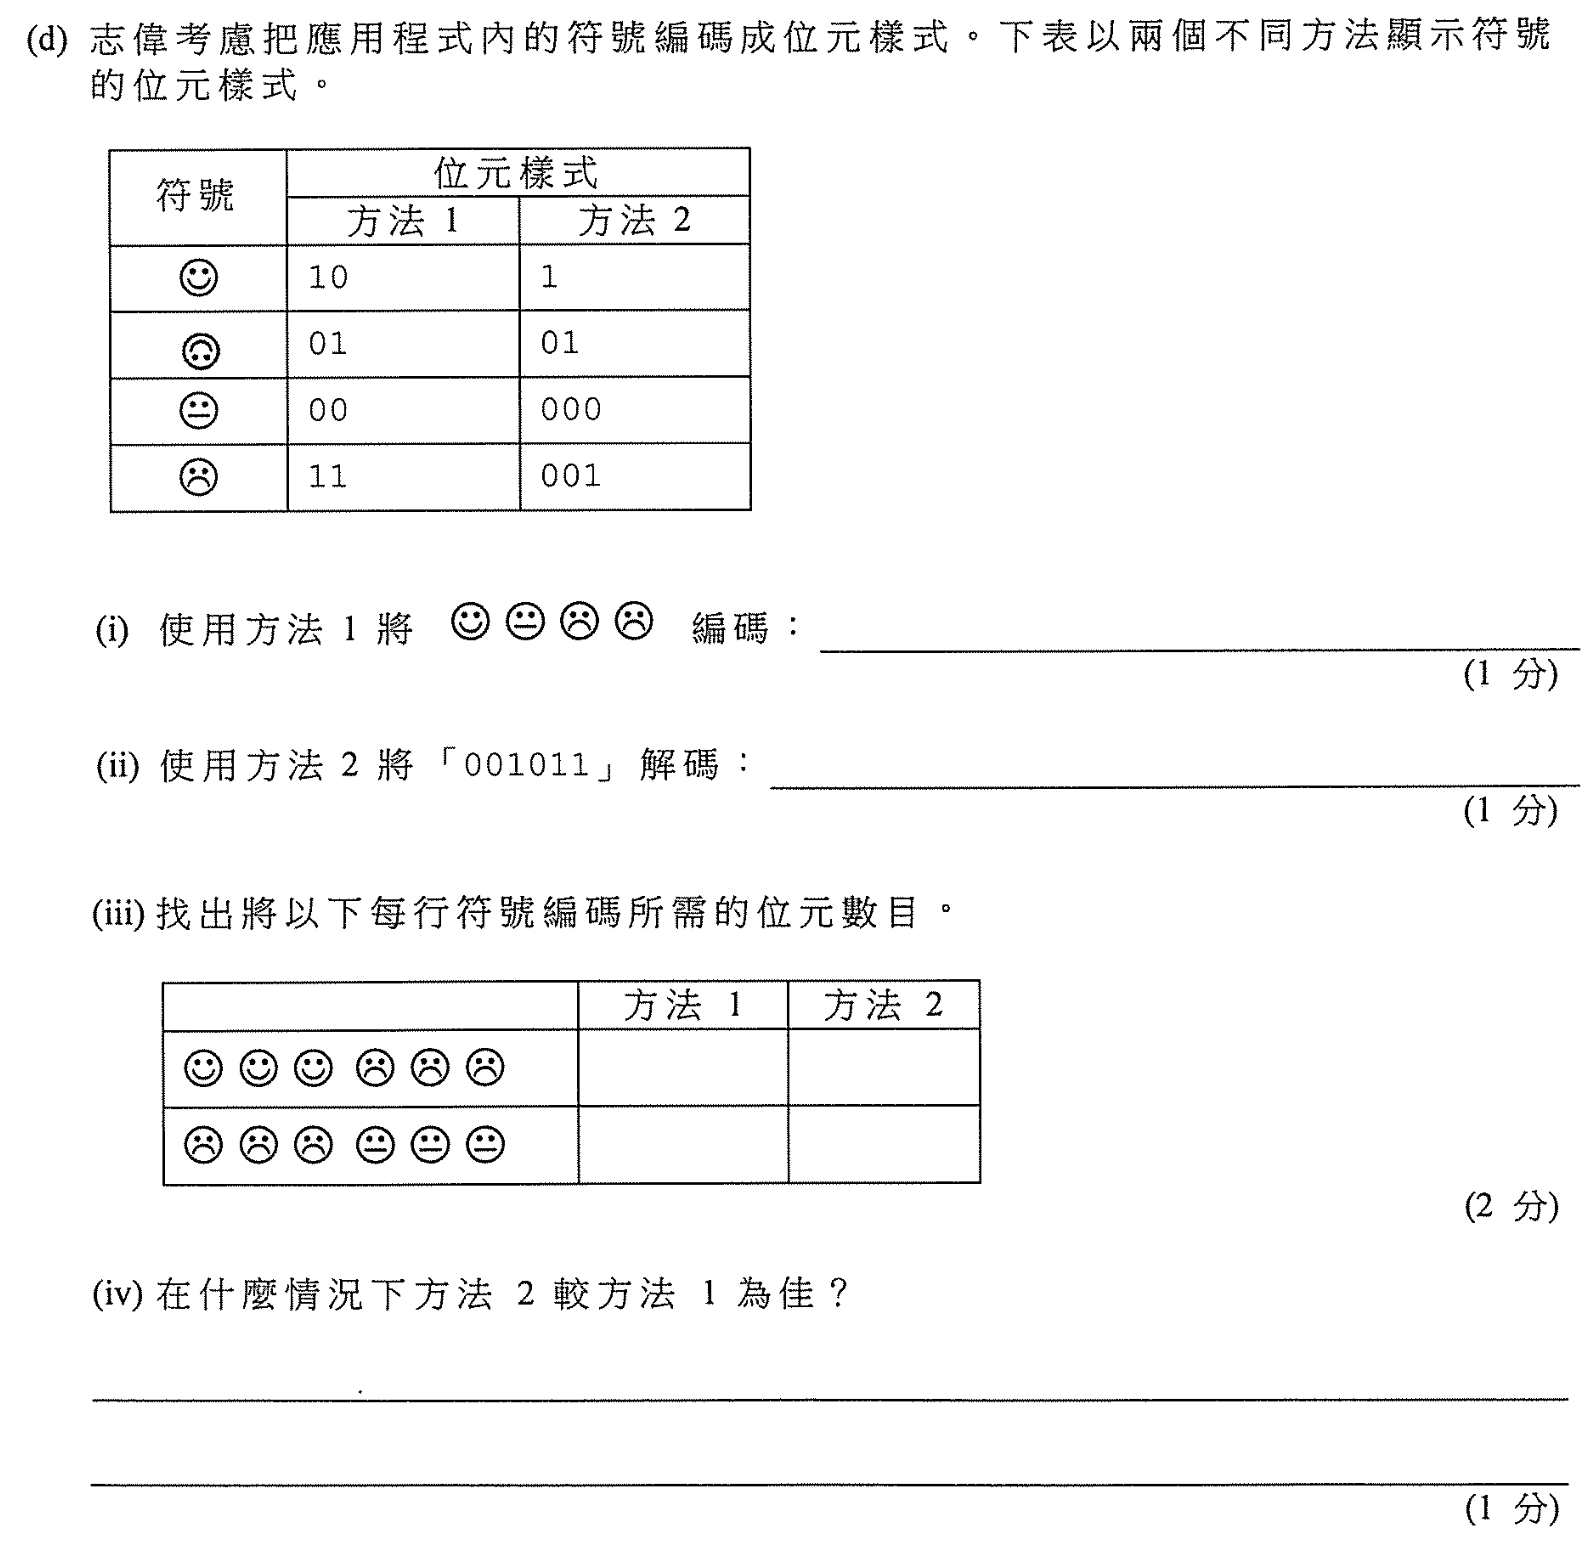 (d) 志偉考慮把應用程式內的符號編碼成位元樣式。下表以兩個不同方法顯示符號
的位元樣式。
符號 位元樣式
方法 1 方法 2
☺ 10 1
🙃 01 01
😐 00 000
☹ 11 001
(i) 使用方法 1 將 ☺ 😐 ☹ ☹ 編碼：
(1 分)
(ii) 使用方法 2 將「001011」解碼：
(1 分)
(iii) 找出將以下每行符號編碼所需的位元數目。
方法 1 方法 2
☺ ☺ ☺ ☹ ☹ ☹
☹ ☹ ☹ 😐 😐 😐
(2 分)
(iv) 在什麼情況下方法 2 較方法 1 為佳？
(1 分)